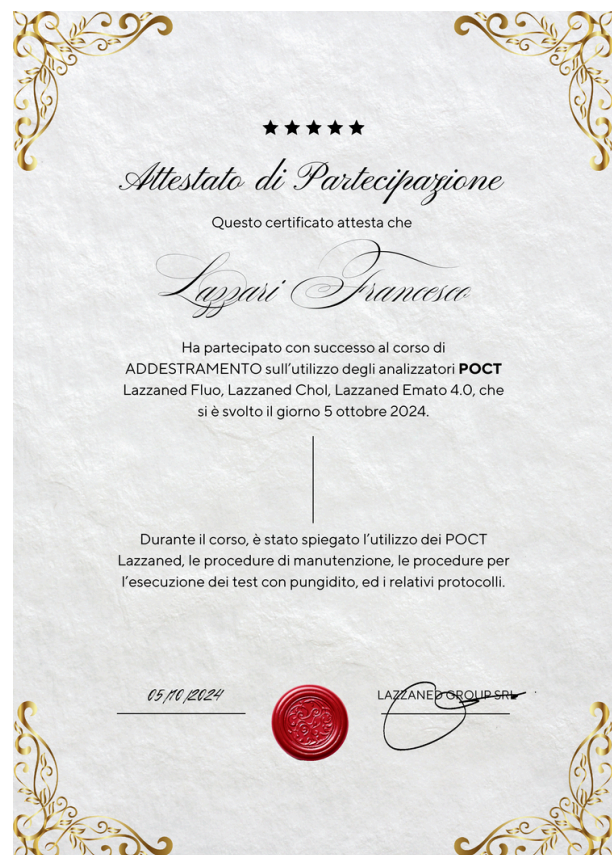 Attestato di Partecipazione
Questo certificato attesta che
Lazzari Francesco
Ha partecipato con successo al corso di
ADDESTRAMENTO sull'utilizzo degli analizzatori POCT
Lazzaned Fluo, Lazzaned Chol, Lazzaned Emato 4.0, che
si è svolto il giorno 5 ottobre 2024.
Durante il corso, è stato spiegato l'utilizzo dei POCT
Lazzaned, le procedure di manutenzione, le procedure per
l'esecuzione dei test con pungidito, ed i relativi protocolli.
05/10/2024
LAZZANED GROUP SRL